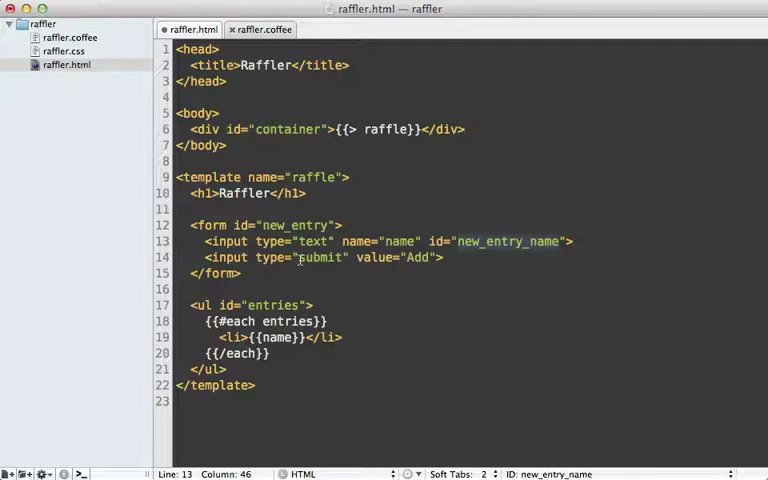 raffler.html — raffler
raffler
raffler.coffee
raffler.css
raffler.html
raffler.html
raffler.coffee
1 <head>
2 <title>Raffler</title>
3 </head>
4
5 <body>
6 <div id="container">{{> raffle}}</div>
7 </body>
8
9 <template name="raffle">
10 <h1>Raffler</h1>
11
12 <form id="new_entry">
13 <input type="text" name="name" id="new_entry_name">
14 <input type="submit" value="Add">
15 </form>
16
17 <ul id="entries">
18 {{#each entries}}
19 <li>{{name}}</li>
20 {{/each}}
21 </ul>
22 </template>
23
Line: 13 Column: 46 HTML Soft Tabs: 2 ID: new_entry_name